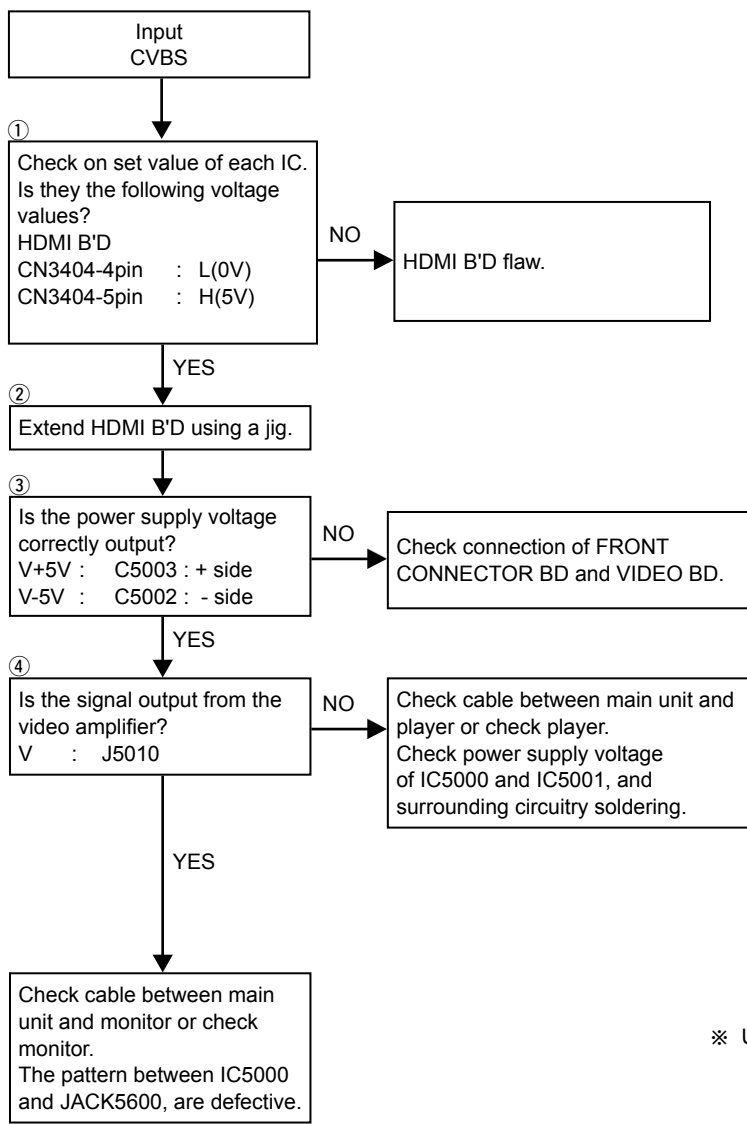 Input
CVBS
①
Check on set value of each IC.
Is they the following voltage
values?
HDMI B'D
CN3404-4pin : L(0V)
CN3404-5pin : H(5V)
NO
HDMI B'D flaw.
YES
②
Extend HDMI B'D using a jig.
③
Is the power supply voltage
correctly output?
V+5V : C5003 : + side
V-5V : C5002 : - side
NO
Check connection of FRONT
CONNECTOR BD and VIDEO BD.
YES
④
Is the signal output from the
video amplifier?
V : J5010
NO
Check cable between main unit and
player or check player.
Check power supply voltage
of IC5000 and IC5001, and
surrounding circuitry soldering.
YES
Check cable between main
unit and monitor or check
monitor.
The pattern between IC5000
and JACK5600, are defective.
※